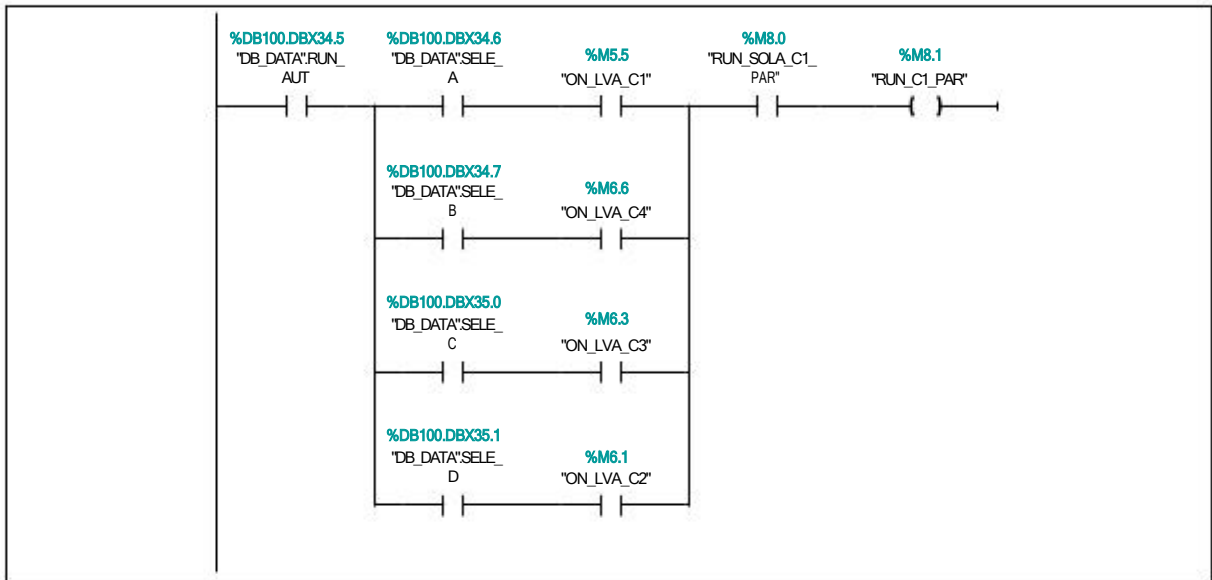 %DB100.DBX34.5
"DB_DATA".RUN_
AUT
%DB100.DBX34.6
"DB_DATA".SELE_
A
%M5.5
"ON_LVA_C1"
%M8.0
"RUN_SOLA_C1_
PAR"
%M8.1
"RUN_C1_PAR"
%DB100.DBX34.7
"DB_DATA".SELE_
B
%M6.6
"ON_LVA_C4"
%DB100.DBX35.0
"DB_DATA".SELE_
C
%M6.3
"ON_LVA_C3"
%DB100.DBX35.1
"DB_DATA".SELE_
D
%M6.1
"ON_LVA_C2"